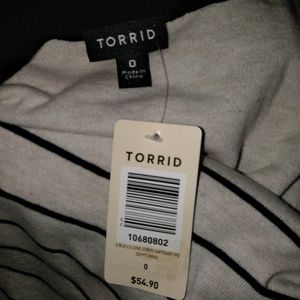 TORRID
0
Made in
China
TORRID
10680802
0
$54.90